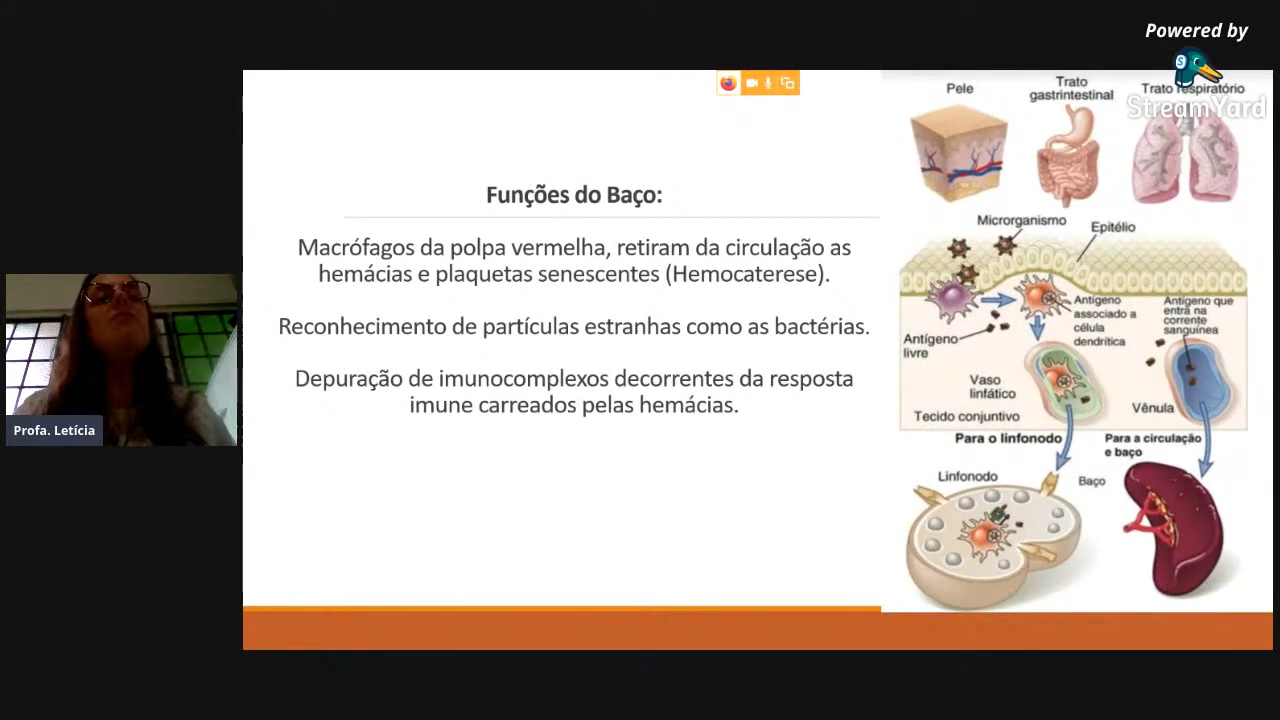 Powered by
StreamYard
Funções do Baço:
Macrófagos da polpa vermelha, retiram da circulação as
hemácias e plaquetas senescentes (Hemocaterese).
Reconhecimento de partículas estranhas como as bactérias.
Depuração de imunocomplexos decorrentes da resposta
imune carreados pelas hemácias.
Pele
Trato
gastrintestinal
Trato respiratório
Microrganismo
Epitélio
Antígeno
associado a
célula
dendrítica
Antígeno que
entra na
corrente
sanguínea
Antígeno
livre
Vaso
linfático
Vênula
Tecido conjuntivo
Para o linfonodo
Para a circulação
e baço
Linfonodo
Baço
Profa. Letícia